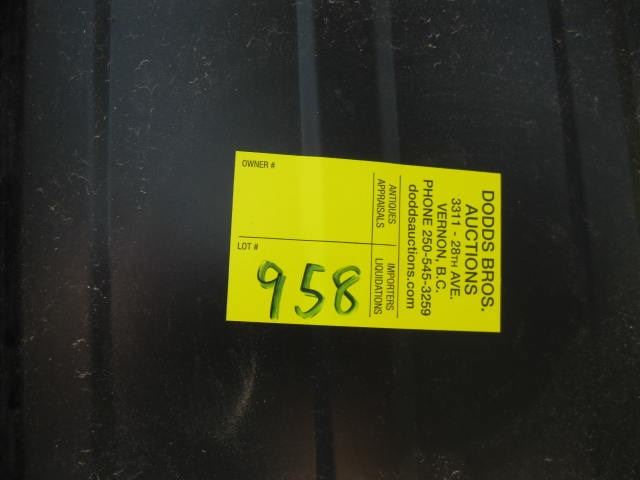 DODDS BROS.
AUCTIONS
3311 - 28TH AVE.
VERNON, B.C.
PHONE 250-545-3259
doddsauctions.com
ANTIQUES IMPORTERS
APPRAISALS LIQUIDATIONS
OWNER #
LOT #
958